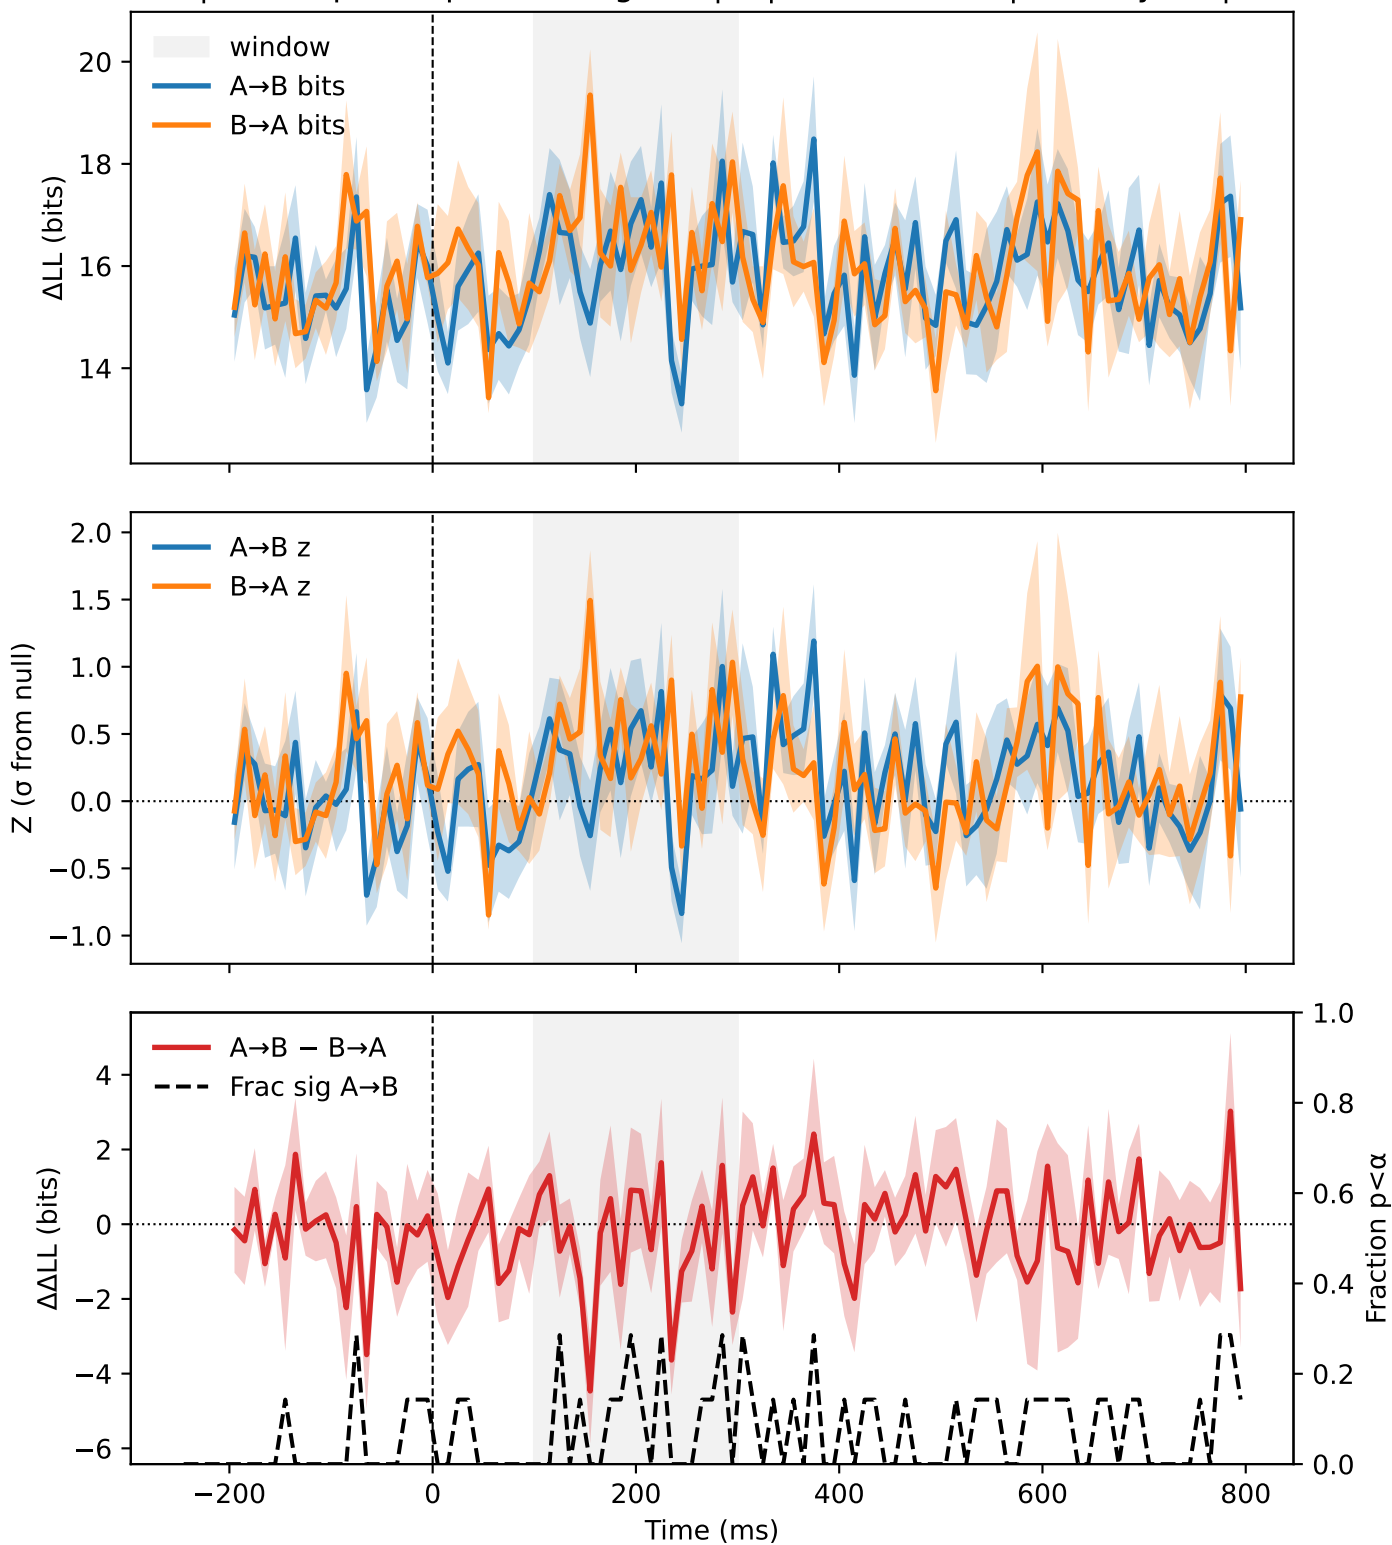 window
A→B bits
B→A bits
20
18
16
14
ΔLL (bits)
A→B z
B→A z
2.0
1.5
1.0
0.5
0.0
−0.5
−1.0
Z (σ from null)
A→B − B→A
Frac sig A→B
4
2
0
−2
−4
−6
ΔΔLL (bits)
1.0
0.8
0.6
0.4
0.2
0.0
Fraction p<α
−200 0 200 400 600 800
Time (ms)